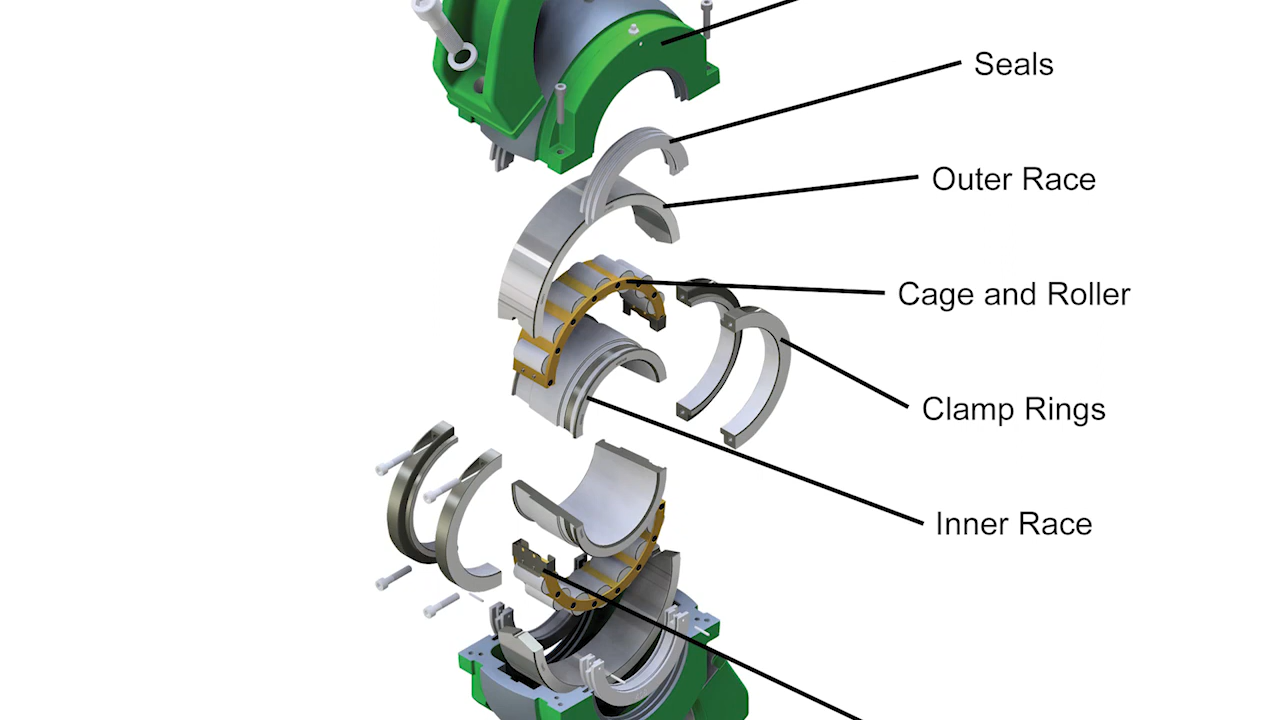 Seals
Outer Race
Cage and Roller
Clamp Rings
Inner Race